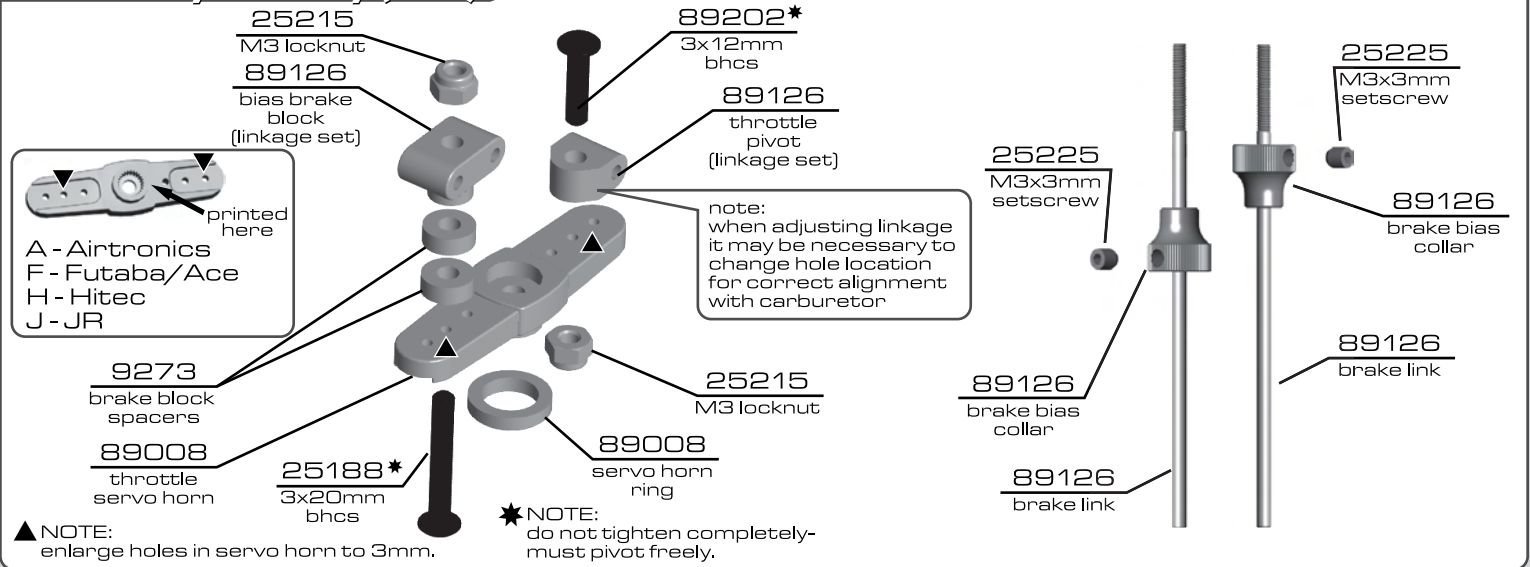 25215
M3 locknut
89126
bias brake
block
(linkage set)
89202*
3x12mm
bhcs
89126
throttle
pivot
(linkage set)
printed
here
A - Airtronics
F - Futaba/Ace
H - Hitec
J - JR
note:
when adjusting linkage
it may be necessary to
change hole location
for correct alignment
with carburetor
9273
brake block
spacers
89008
throttle
servo horn
25188*
3x20mm
bhcs
89008
servo horn
ring
25215
M3 locknut
▲ NOTE:
enlarge holes in servo horn to 3mm.
* NOTE:
do not tighten completely-
must pivot freely.
25225
M3x3mm
setscrew
25225
M3x3mm
setscrew
89126
brake bias
collar
89126
brake bias
collar
89126
brake link
89126
brake link